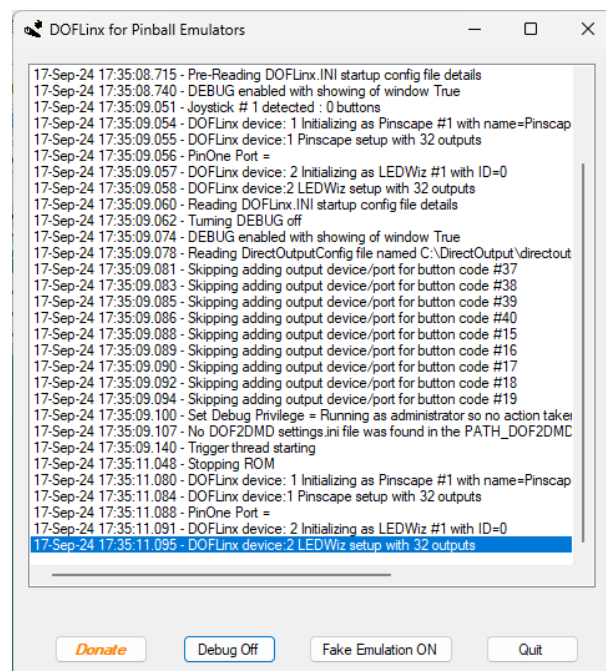 DOFLinx for Pinball Emulators
17-Sep-24 17:35:08.715 - Pre-Reading DOFLinx.INI startup config file details
17-Sep-24 17:35:08.740 - DEBUG enabled with showing of window True
17-Sep-24 17:35:09.051 - Joystick # 1 detected : 0 buttons
17-Sep-24 17:35:09.054 - DOFLinx device: 1 Initializing as Pinscape #1 with name=Pinscap
17-Sep-24 17:35:09.055 - DOFLinx device:1 Pinscape setup with 32 outputs
17-Sep-24 17:35:09.056 - PinOne Port =
17-Sep-24 17:35:09.057 - DOFLinx device: 2 Initializing as LEDWiz #1 with ID=0
17-Sep-24 17:35:09.058 - DOFLinx device:2 LEDWiz setup with 32 outputs
17-Sep-24 17:35:09.060 - Reading DOFLinx.INI startup config file details
17-Sep-24 17:35:09.062 - Turning DEBUG off
17-Sep-24 17:35:09.074 - DEBUG enabled with showing of window True
17-Sep-24 17:35:09.078 - Reading DirectOutputConfig file named C:\DirectOutput\directout
17-Sep-24 17:35:09.081 - Skipping adding output device/port for button code #37
17-Sep-24 17:35:09.083 - Skipping adding output device/port for button code #38
17-Sep-24 17:35:09.085 - Skipping adding output device/port for button code #39
17-Sep-24 17:35:09.086 - Skipping adding output device/port for button code #40
17-Sep-24 17:35:09.088 - Skipping adding output device/port for button code #15
17-Sep-24 17:35:09.089 - Skipping adding output device/port for button code #16
17-Sep-24 17:35:09.090 - Skipping adding output device/port for button code #17
17-Sep-24 17:35:09.092 - Skipping adding output device/port for button code #18
17-Sep-24 17:35:09.094 - Skipping adding output device/port for button code #19
17-Sep-24 17:35:09.100 - Set Debug Privilege = Running as administrator so no action taken
17-Sep-24 17:35:09.107 - No DOF2DMD settings.ini file was found in the PATH_DOF2DMD
17-Sep-24 17:35:09.140 - Trigger thread starting
17-Sep-24 17:35:11.048 - Stopping ROM
17-Sep-24 17:35:11.080 - DOFLinx device: 1 Initializing as Pinscape #1 with name=Pinscap
17-Sep-24 17:35:11.084 - DOFLinx device:1 Pinscape setup with 32 outputs
17-Sep-24 17:35:11.088 - PinOne Port =
17-Sep-24 17:35:11.091 - DOFLinx device: 2 Initializing as LEDWiz #1 with ID=0
17-Sep-24 17:35:11.095 - DOFLinx device:2 LEDWiz setup with 32 outputs
Donate Debug Off Fake Emulation ON Quit